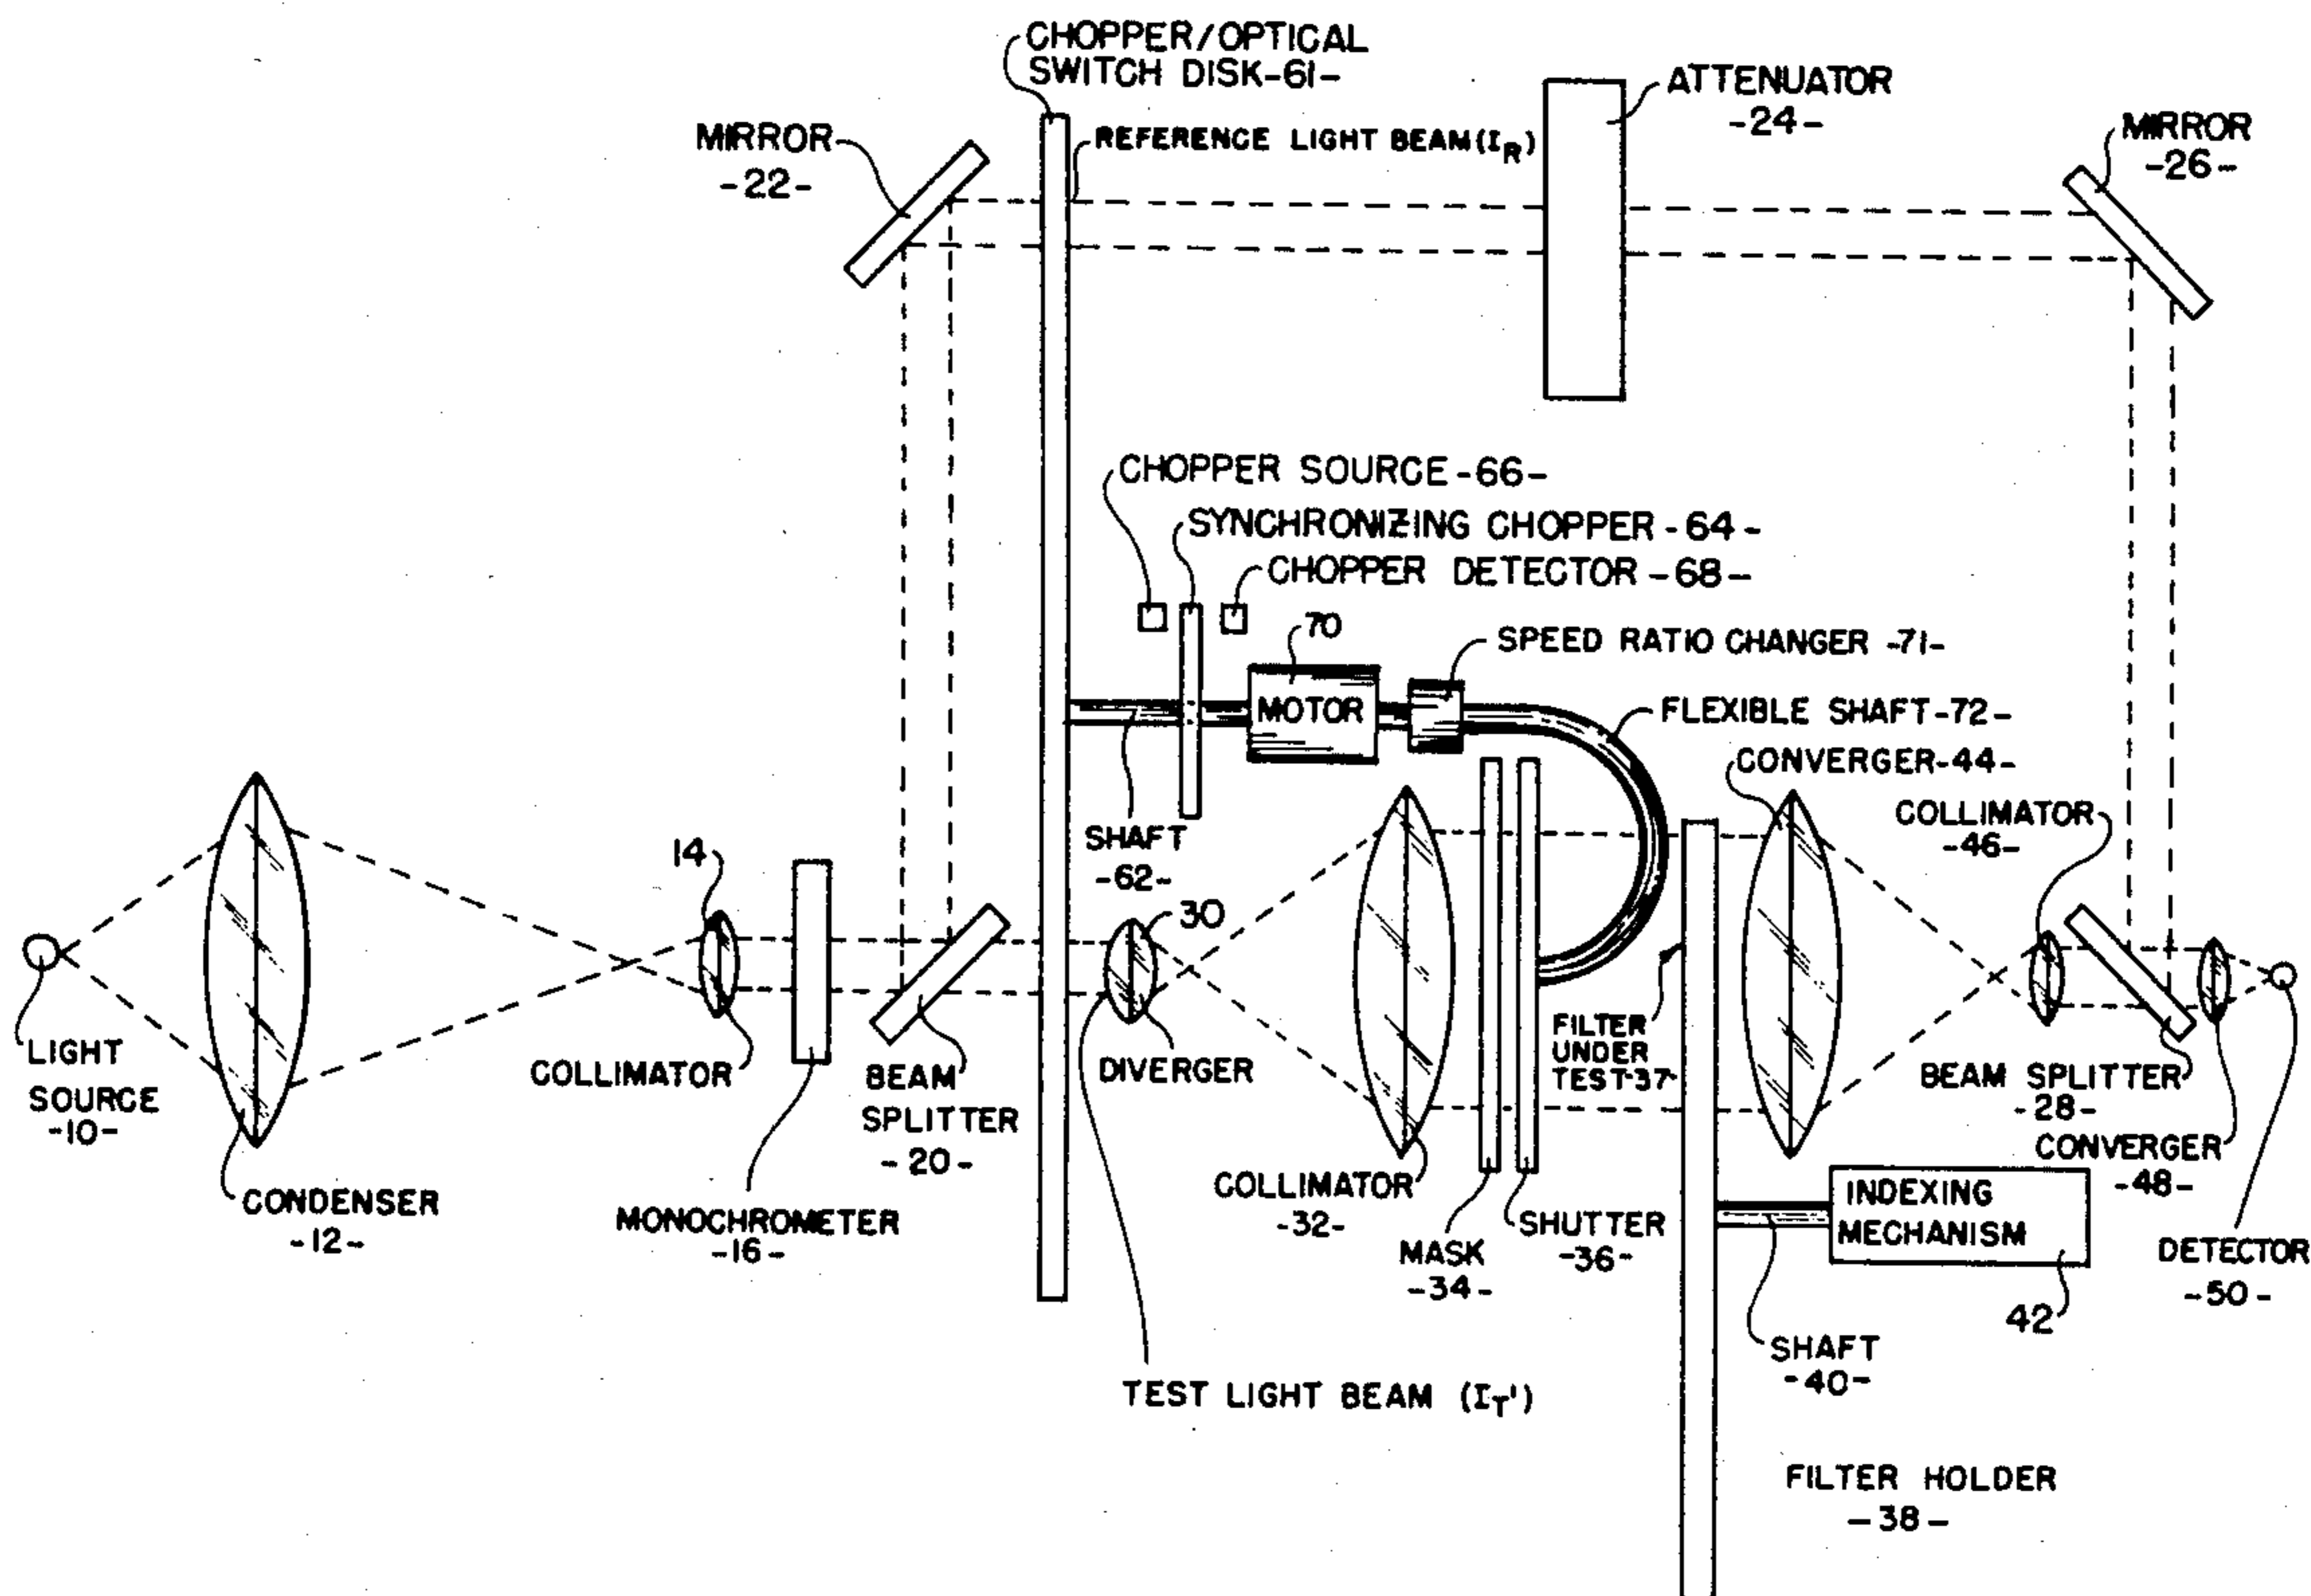 CHOPPER/OPTICAL
SWITCH DISK-61-
ATTENUATOR
-24-
MIRROR
-22-
REFERENCE LIGHT BEAM (IR)
MIRROR
-26-
CHOPPER SOURCE -66-
SYNCHRONIZING CHOPPER -64-
CHOPPER DETECTOR -68-
70
SPEED RATIO CHANGER -71-
MOTOR
FLEXIBLE SHAFT-72-
CONVERGER-44-
COLLIMATOR
-46-
SHAFT
-62-
14
30
LIGHT
SOURCE
-10-
COLLIMATOR
BEAM
SPLITTER
-20-
DIVERGER
FILTER
UNDER
TEST-37-
BEAM SPLITTER
-28-
CONVERGER
-48-
CONDENSER
-12-
MONOCHROMETER
-16-
COLLIMATOR
-32-
MASK
-34-
SHUTTER
-36-
INDEXING
MECHANISM
42
DETECTOR
-50-
SHAFT
-40-
TEST LIGHT BEAM (IT')
FILTER HOLDER
-38-